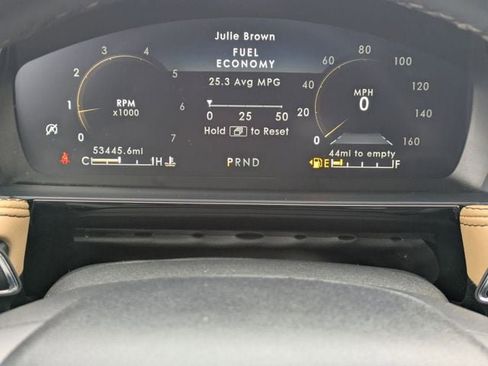 Julie Brown
FUEL
ECONOMY
25.3 Avg MPG
0 25 50
Hold to Reset
0 1 2 3 4 5 6 7
RPM
x1000
53445.6mi
C H
PRND
0 40 60 80 100 120 140 160
MPH
0
44mi to empty
E F